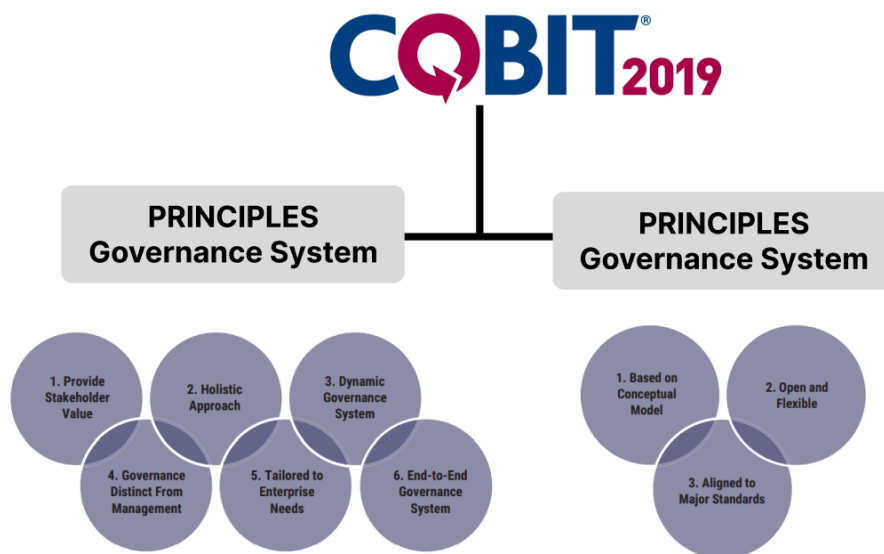 COBIT® 2019
PRINCIPLES
Governance System
PRINCIPLES
Governance System
1. Provide
Stakeholder
Value
2. Holistic
Approach
3. Dynamic
Governance
System
4. Governance
Distinct From
Management
5. Tailored to
Enterprise
Needs
6. End-to-End
Governance
System
1. Based on
Conceptual
Model
2. Open and
Flexible
3. Aligned to
Major Standards